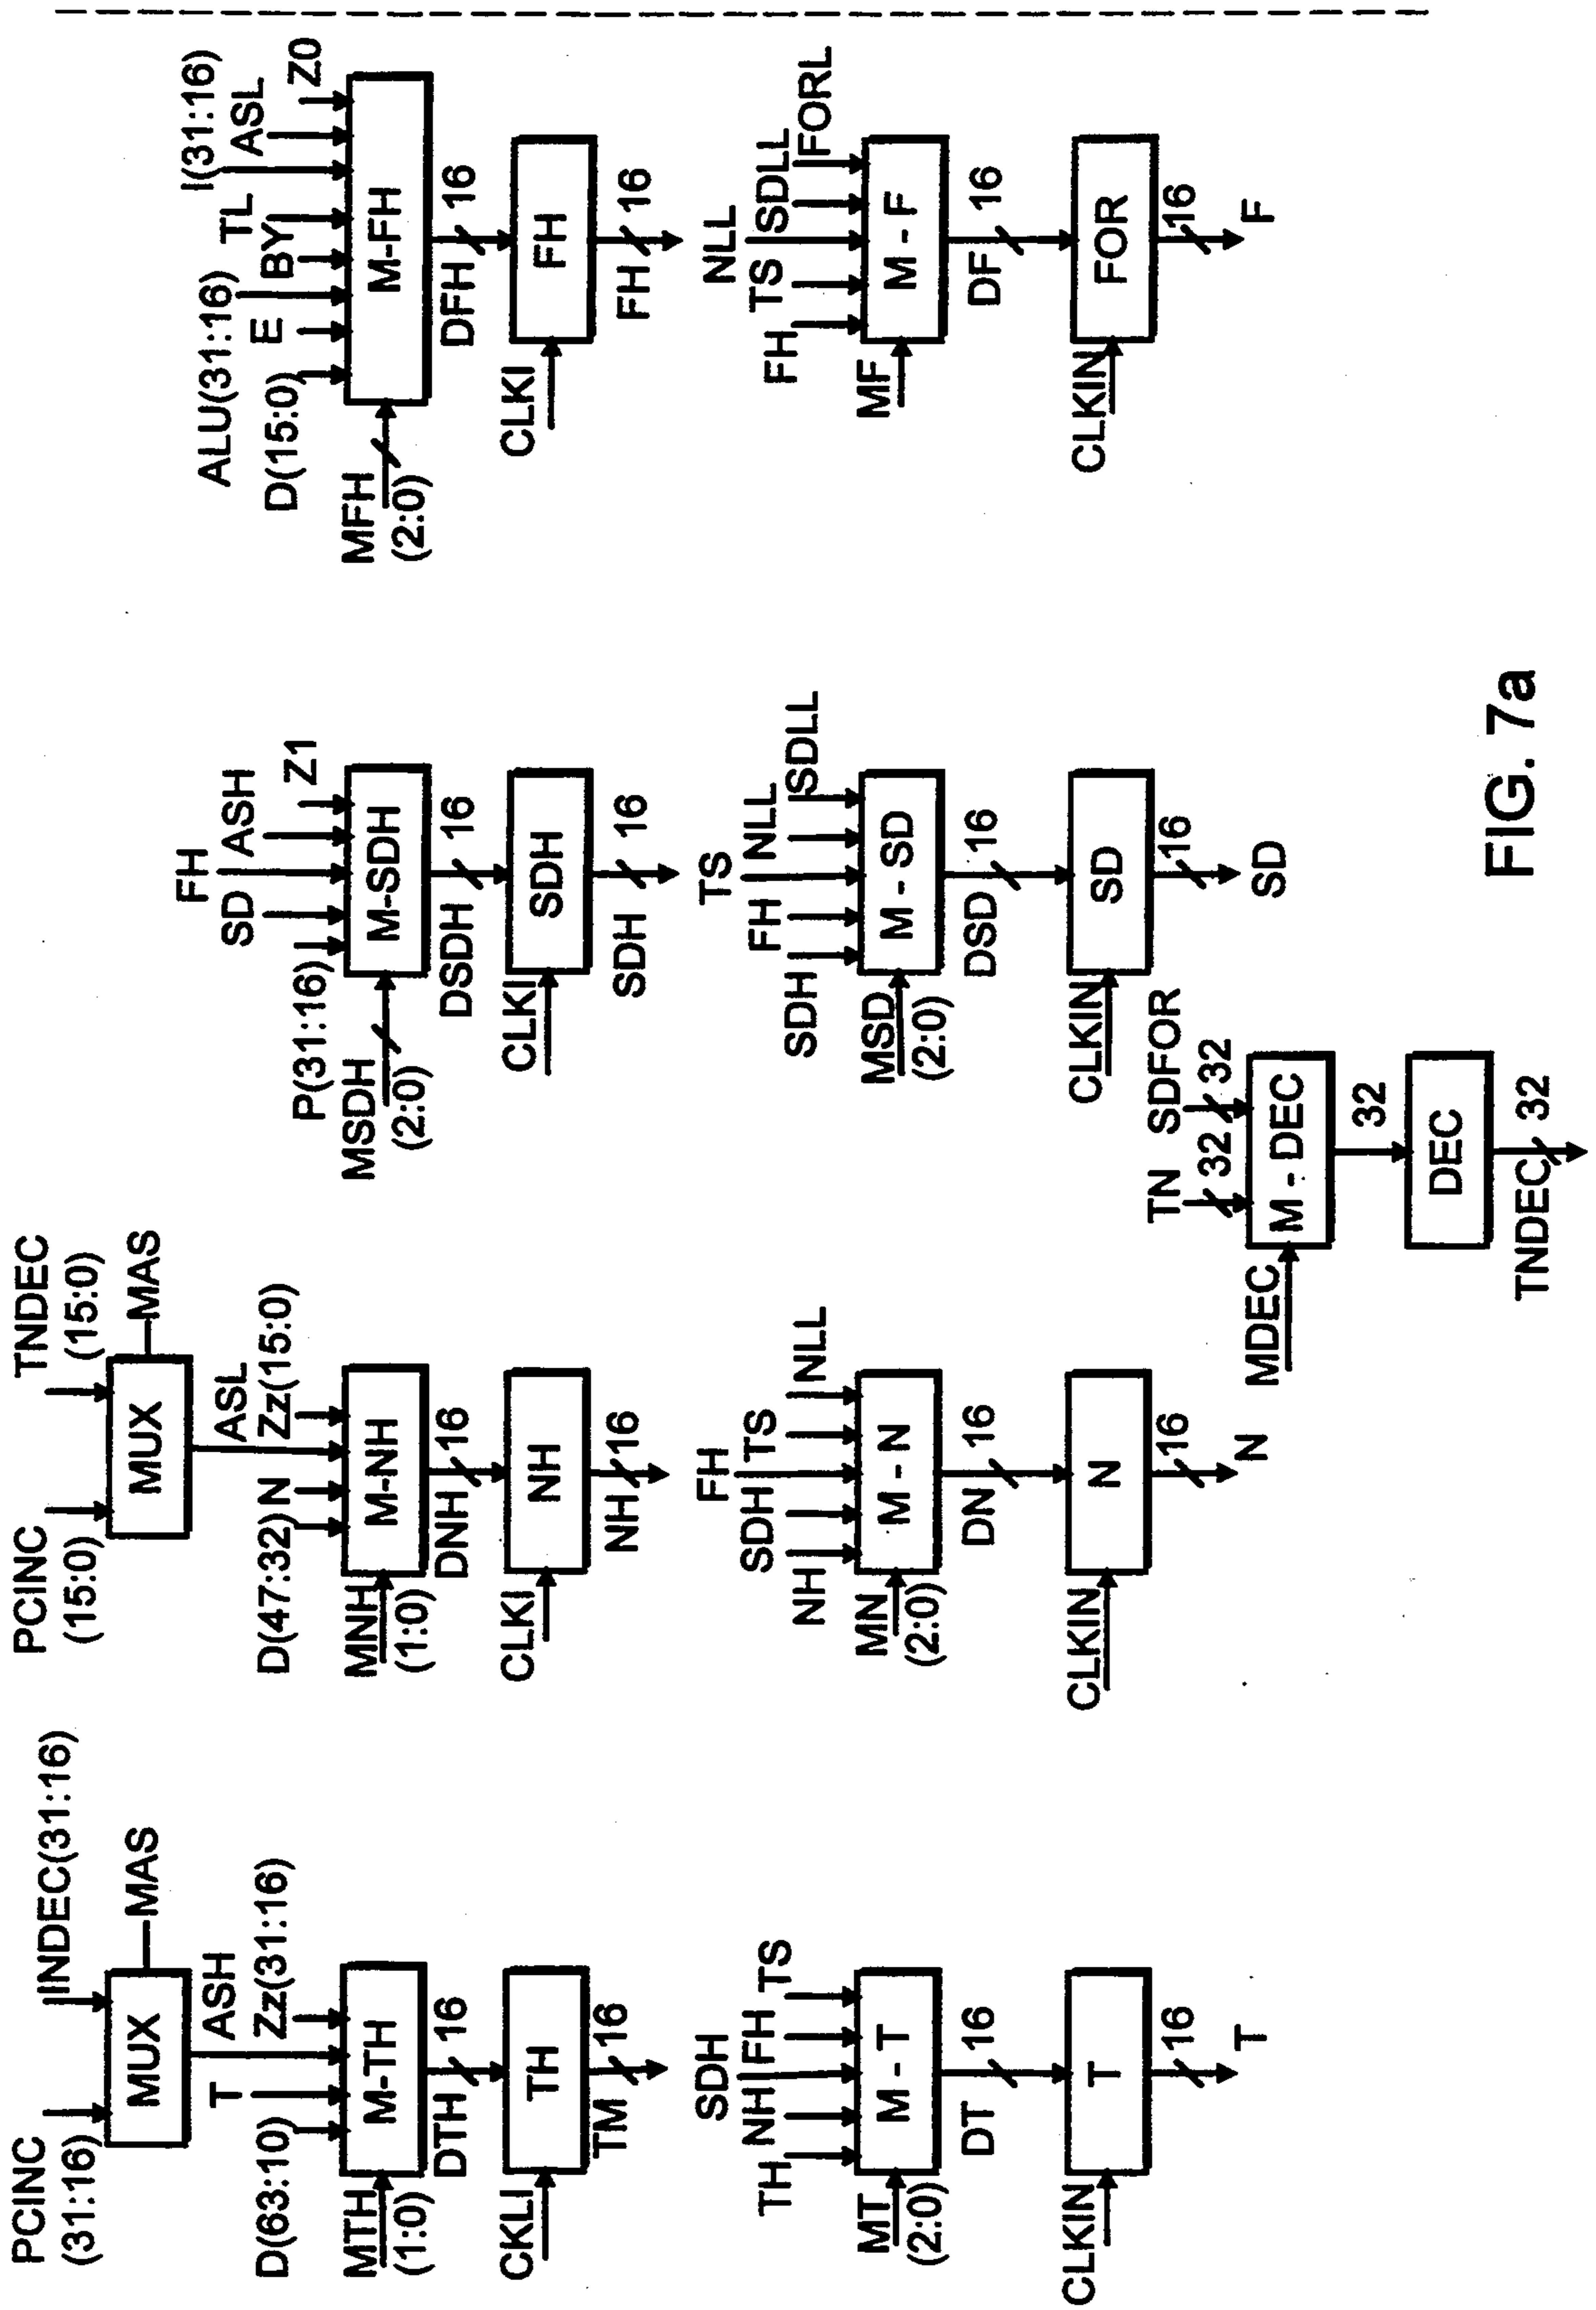 PCINC
(31:16)
INDEC(31:16)
MUX
MAS
ASH
T
D(63:10)
Zz(31:16)
MTH
(1:0)
M-TH
DTH
16
CKLI
TH
TM
16
TH
NH
SDH
FH
TS
MT
(2:0)
M - T
DT
16
CLKIN
T
16
T
PCINC
(15:0)
TNDEC
(15:0)
MUX
MAS
ASL
D(47:32)
N
Zz(15:0)
MNH
(1:0)
M-NH
DNH
16
CLKI
NH
NH
16
NH
SDH
FH
TS
NLL
MN
(2:0)
M - N
DN
16
CLKIN
N
16
N
TN
32
SDFOR
32
MDEC
M - DEC
32
DEC
TNDEC
32
P(31:16)
SD
FH
ASH
Z1
MSDH
(2:0)
M-SDH
DSDH
16
CLKI
SDH
SDH
16
SDH
FH
TS
NLL
SDLL
MSD
(2:0)
M - SD
DSD
16
CLKIN
SD
16
SD
D(15:0)
E
ALU(31:16)
BY
TL
I(31:16)
ASL
Z0
MFH
(2:0)
M-FH
DFH
16
CLKI
FH
FH
16
FH
TS
NLL
SDLL
FORL
MF
M - F
DF
16
CLKIN
FOR
16
F
FIG. 7a